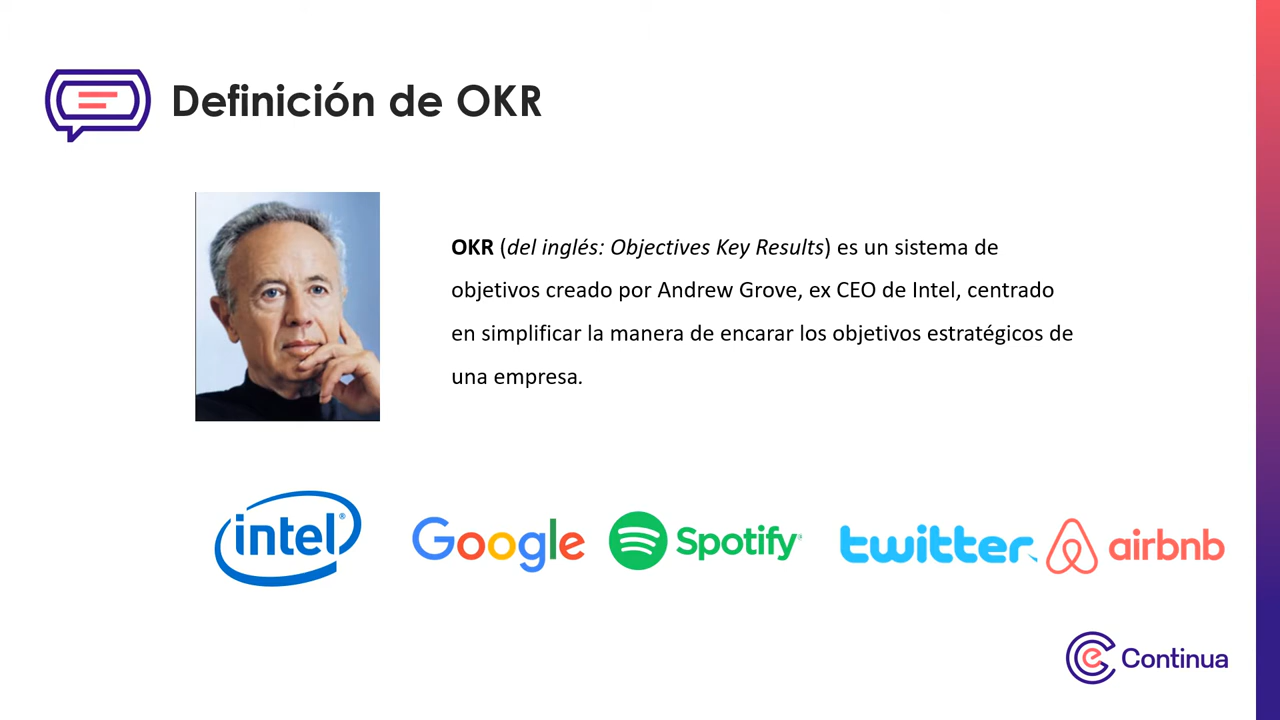 Definición de OKR
OKR (del inglés: Objectives Key Results) es un sistema de
objetivos creado por Andrew Grove, ex CEO de Intel, centrado
en simplificar la manera de encarar los objetivos estratégicos de
una empresa.
intel®
Google
Spotify®
twitter
airbnb
e Continua